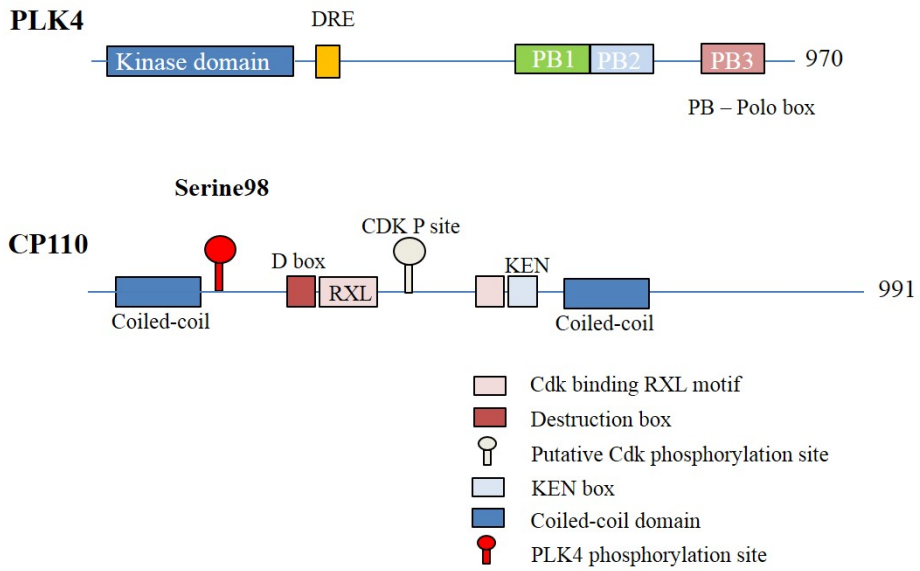 PLK4
DRE
Kinase domain
PB1
PB2
PB3
970
PB – Polo box
Serine98
CP110
CDK P site
D box
RXL
KEN
991
Coiled-coil
Coiled-coil
Cdk binding RXL motif
Destruction box
Putative Cdk phosphorylation site
KEN box
Coiled-coil domain
PLK4 phosphorylation site